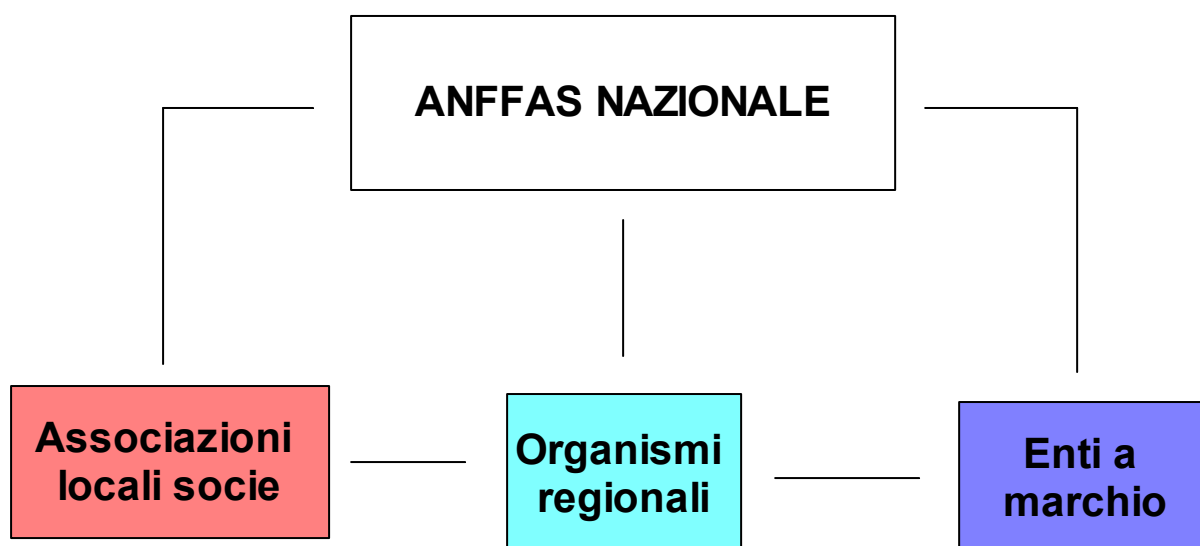 ANFFAS NAZIONALE
Associazioni
locali socie
Organismi
regionali
Enti a
marchio